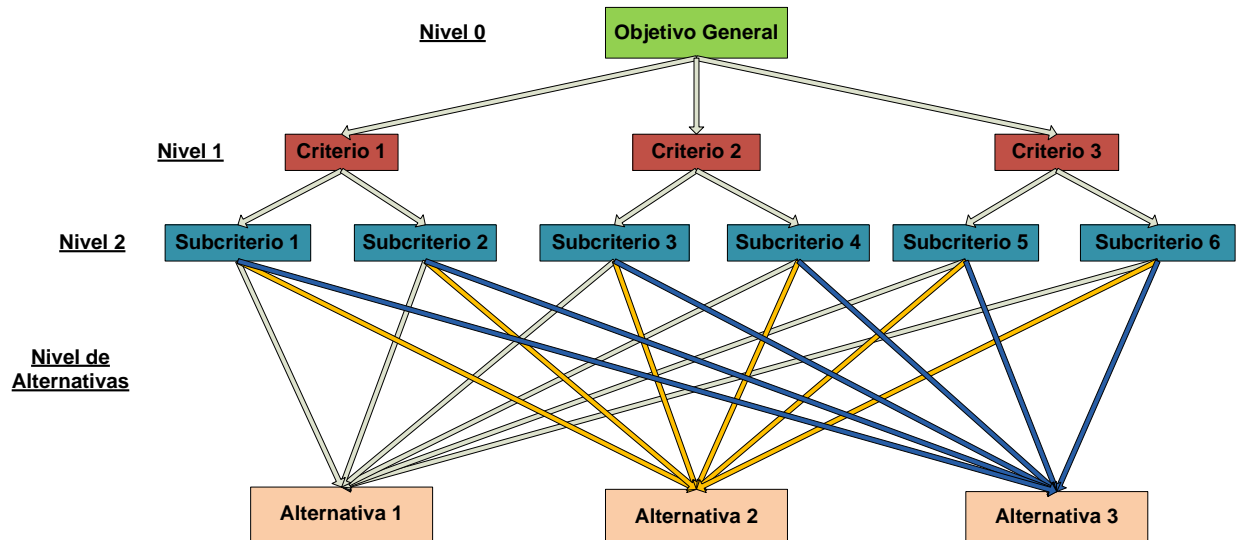 Nivel 0
Objetivo General
Nivel 1
Criterio 1
Criterio 2
Criterio 3
Nivel 2
Subcriterio 1
Subcriterio 2
Subcriterio 3
Subcriterio 4
Subcriterio 5
Subcriterio 6
Nivel de
Alternativas
Alternativa 1
Alternativa 2
Alternativa 3